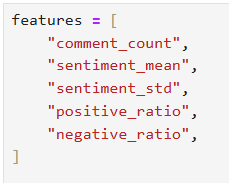 features = [
    "comment_count",
    "sentiment_mean",
    "sentiment_std",
    "positive_ratio",
    "negative_ratio",
]